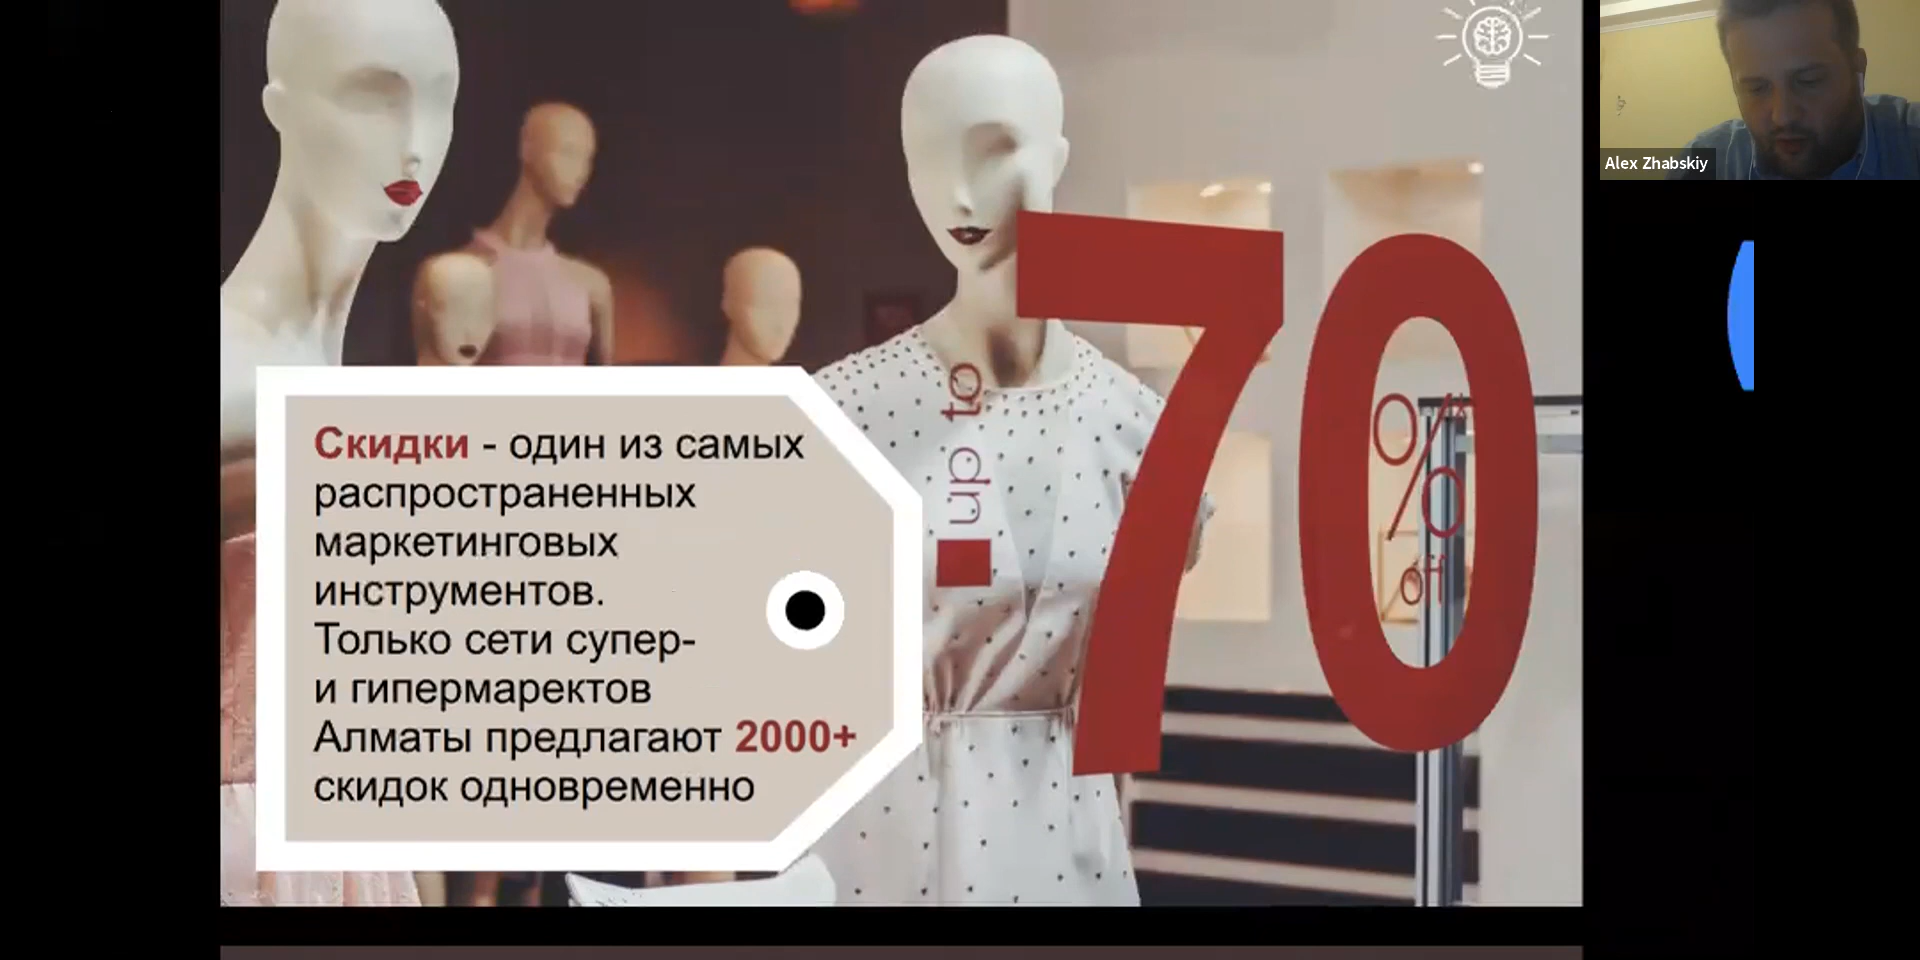 Alex Zhabskiy
up to
70
%
off
Скидки - один из самых
распространенных
маркетинговых
инструментов.
Только сети супер-
и гипермаректов
Алматы предлагают 2000+
скидок одновременно